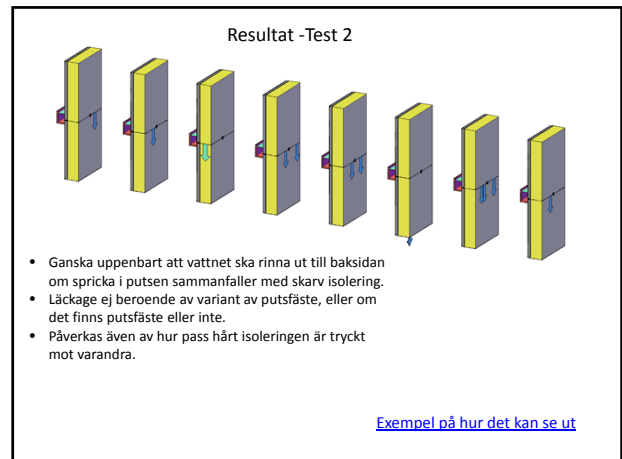 Resultat -Test 2
• Ganska uppenbart att vattnet ska rinna ut till baksidan
om spricka i putsen sammanfaller med skarv isolering.
• Läckage ej beroende av variant av putsfäste, eller om
det finns putsfäste eller inte.
• Påverkas även av hur pass hårt isoleringen är tryckt
mot varandra.
Exempel på hur det kan se ut